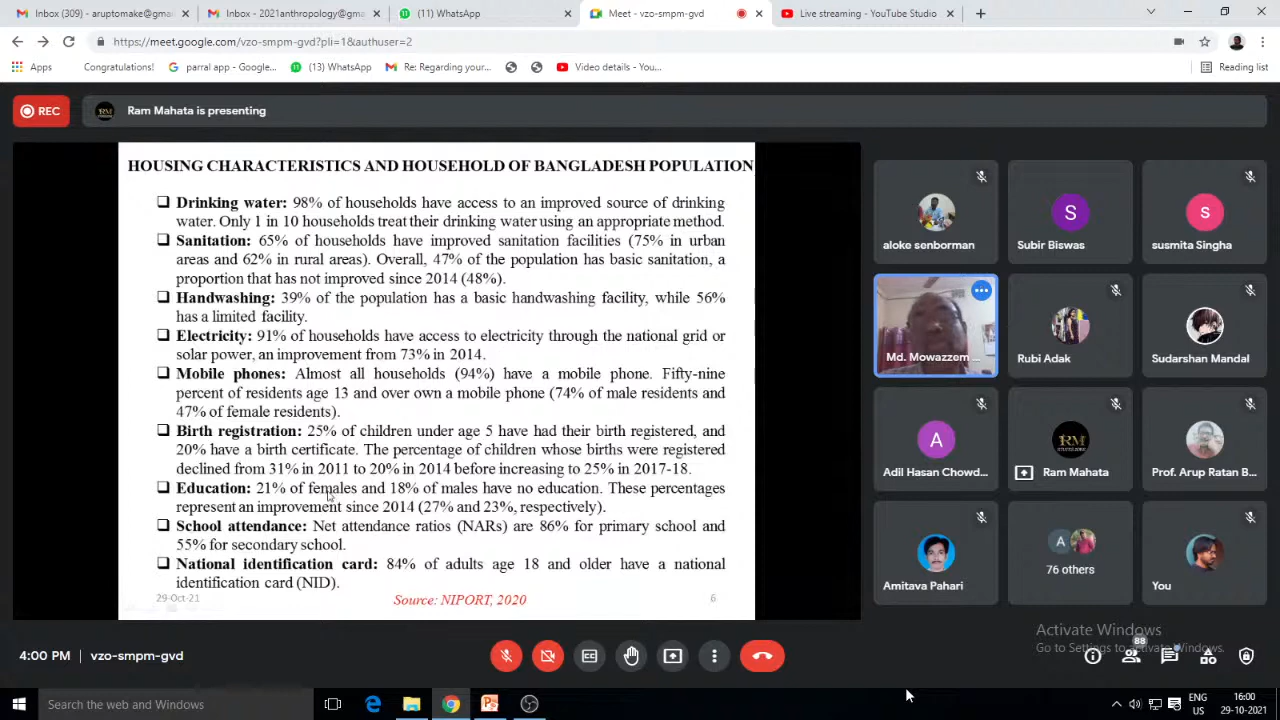 Inbox (309) - aruptomake@gmail
Inbox - 2021anthropology@gmail
(11) WhatsApp
Meet - vzo-smpm-gvd
Live streaming - YouTube Studio
https://meet.google.com/vzo-smpm-gvd?pli=1&authuser=2
Apps
Congratulations!
parral app - Google...
(13) WhatsApp
Re: Regarding your...
Video details - You...
Reading list
REC
RM
Ram Mahata is presenting
HOUSING CHARACTERISTICS AND HOUSEHOLD OF BANGLADESH POPULATION
❑ Drinking water: 98% of households have access to an improved source of drinking
water. Only 1 in 10 households treat their drinking water using an appropriate method.
❑ Sanitation: 65% of households have improved sanitation facilities (75% in urban
areas and 62% in rural areas). Overall, 47% of the population has basic sanitation, a
proportion that has not improved since 2014 (48%).
❑ Handwashing: 39% of the population has a basic handwashing facility, while 56%
has a limited facility.
❑ Electricity: 91% of households have access to electricity through the national grid or
solar power, an improvement from 73% in 2014.
❑ Mobile phones: Almost all households (94%) have a mobile phone. Fifty-nine
percent of residents age 13 and over own a mobile phone (74% of male residents and
47% of female residents).
❑ Birth registration: 25% of children under age 5 have had their birth registered, and
20% have a birth certificate. The percentage of children whose births were registered
declined from 31% in 2011 to 20% in 2014 before increasing to 25% in 2017-18.
❑ Education: 21% of females and 18% of males have no education. These percentages
represent an improvement since 2014 (27% and 23%, respectively).
❑ School attendance: Net attendance ratios (NARs) are 86% for primary school and
55% for secondary school.
❑ National identification card: 84% of adults age 18 and older have a national
identification card (NID).
29-Oct-21
Source: NIPORT, 2020
6
aloke senborman
S
Subir Biswas
s
susmita Singha
Md. Mowazzem ...
Rubi Adak
Sudarshan Mandal
A
Adil Hasan Chowd...
RM
Ram Mahata
Prof. Arup Ratan B...
Amitava Pahari
A
76 others
You
Activate Windows
Go to Settings to activate Windows.
88
4:00 PM | vzo-smpm-gvd
Search the web and Windows
ENG
US
16:00
29-10-2021